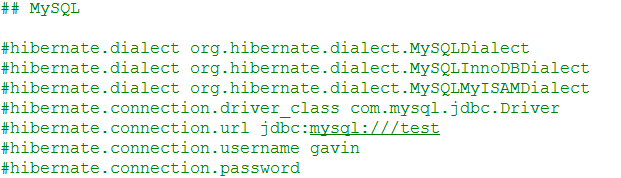 ## MySQL
#hibernate.dialect org.hibernate.dialect.MySQLDialect
#hibernate.dialect org.hibernate.dialect.MySQLInnoDBDialect
#hibernate.dialect org.hibernate.dialect.MySQLMyISAMDialect
#hibernate.connection.driver_class com.mysql.jdbc.Driver
#hibernate.connection.url jdbc:mysql:///test
#hibernate.connection.username gavin
#hibernate.connection.password